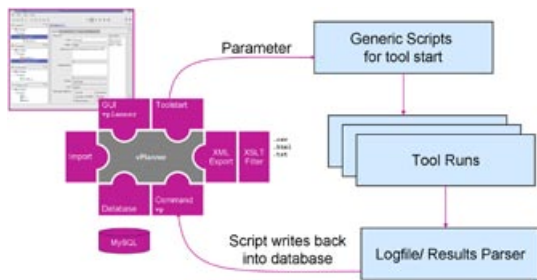 Parameter
Generic Scripts
for tool start
GUI
vplanner
Toolstart
Import
vPlanner
XML
Export
XSLT
Filter
.csv
.html
.txt
Tool Runs
Database
Command
vp
MySQL
Script writes back
into database
Logfile/ Results Parser